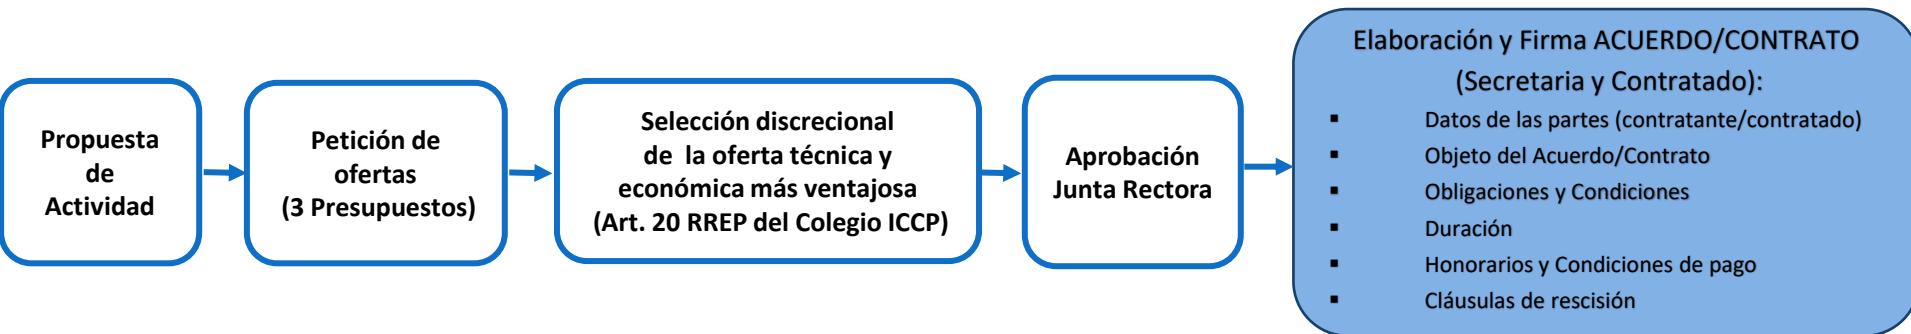 Propuesta
de
Actividad
Petición de
ofertas
(3 Presupuestos)
Selección discrecional
de la oferta técnica y
económica más ventajosa
(Art. 20 RREP del Colegio ICCP)
Aprobación
Junta Rectora
Elaboración y Firma ACUERDO/CONTRATO
(Secretaria y Contratado):
▪ Datos de las partes (contratante/contratado)
▪ Objeto del Acuerdo/Contrato
▪ Obligaciones y Condiciones
▪ Duración
▪ Honorarios y Condiciones de pago
▪ Cláusulas de rescisión